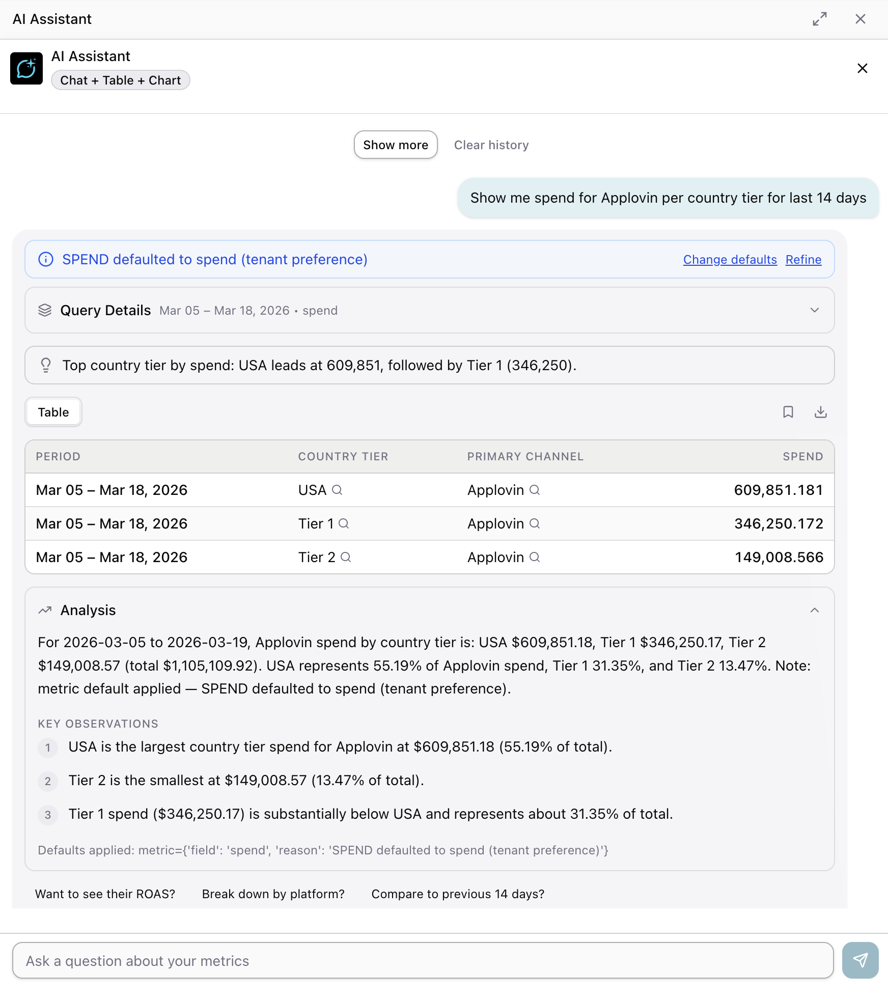 AI Assistant
AI Assistant
Chat + Table + Chart
Show more
Clear history
Show me spend for Applovin per country tier for last 14 days
SPEND defaulted to spend (tenant preference)
Change defaults
Refine
Query Details Mar 05 – Mar 18, 2026 • spend
Top country tier by spend: USA leads at 609,851, followed by Tier 1 (346,250).
Table
PERIOD COUNTRY TIER PRIMARY CHANNEL SPEND
Mar 05 – Mar 18, 2026 USA Applovin 609,851.181
Mar 05 – Mar 18, 2026 Tier 1 Applovin 346,250.172
Mar 05 – Mar 18, 2026 Tier 2 Applovin 149,008.566
Analysis
For 2026-03-05 to 2026-03-19, Applovin spend by country tier is: USA $609,851.18, Tier 1 $346,250.17, Tier 2
$149,008.57 (total $1,105,109.92). USA represents 55.19% of Applovin spend, Tier 1 31.35%, and Tier 2 13.47%. Note:
metric default applied — SPEND defaulted to spend (tenant preference).
KEY OBSERVATIONS
1 USA is the largest country tier spend for Applovin at $609,851.18 (55.19% of total).
2 Tier 2 is the smallest at $149,008.57 (13.47% of total).
3 Tier 1 spend ($346,250.17) is substantially below USA and represents about 31.35% of total.
Defaults applied: metric={'field': 'spend', 'reason': 'SPEND defaulted to spend (tenant preference)'}
Want to see their ROAS? Break down by platform? Compare to previous 14 days?
Ask a question about your metrics